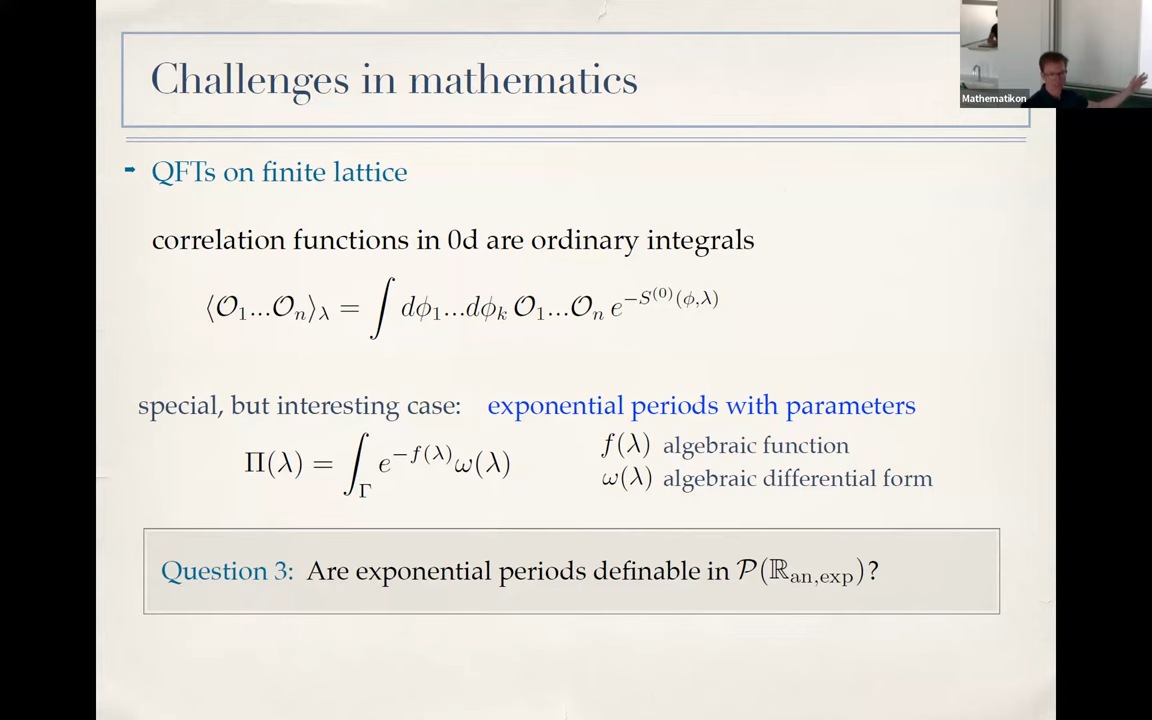 Challenges in mathematics
Mathematikon
➡ QFTs on finite lattice
correlation functions in 0d are ordinary integrals
⟨𝒪₁...𝒪ₙ⟩_λ = ∫ dϕ₁...dϕₖ 𝒪₁...𝒪ₙ e^{−S^{(0)}(ϕ,λ)}
special, but interesting case: exponential periods with parameters
Π(λ) = ∫_Γ e^{−f(λ)} ω(λ)
f(λ) algebraic function
ω(λ) algebraic differential form
Question 3: Are exponential periods definable in 𝒫(ℝ_{an,exp})?